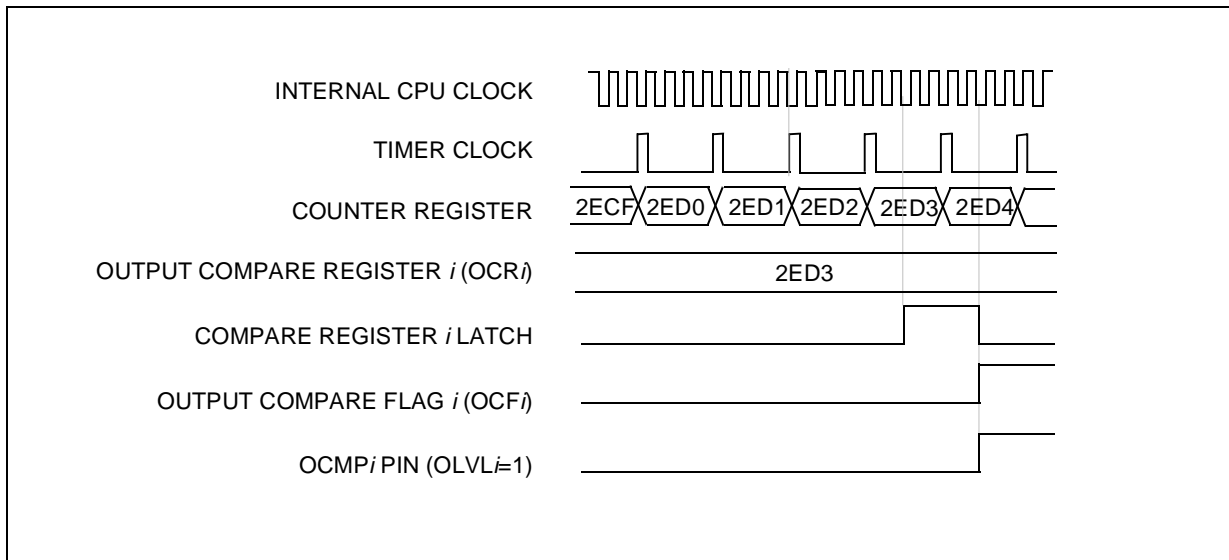 INTERNAL CPU CLOCK
TIMER CLOCK
COUNTER REGISTER 2ECF 2ED0 2ED1 2ED2 2ED3 2ED4
OUTPUT COMPARE REGISTER i (OCRi) 2ED3
COMPARE REGISTER i LATCH
OUTPUT COMPARE FLAG i (OCFi)
OCMPi PIN (OLVLi=1)